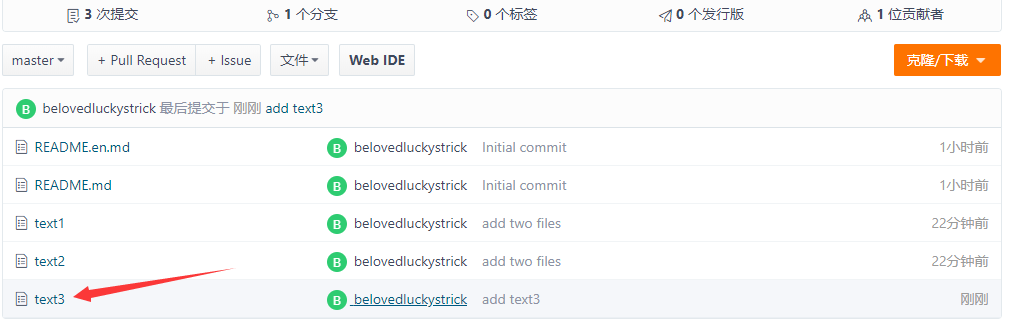 3 次提交 1 个分支 0 个标签 0 个发行版 1 位贡献者
master + Pull Request + Issue 文件 Web IDE 克隆/下载
B belovedluckystrick 最后提交于 刚刚 add text3
README.en.md B belovedluckystrick Initial commit 1小时前
README.md B belovedluckystrick Initial commit 1小时前
text1 B belovedluckystrick add two files 22分钟前
text2 B belovedluckystrick add two files 22分钟前
text3 B belovedluckystrick add text3 刚刚